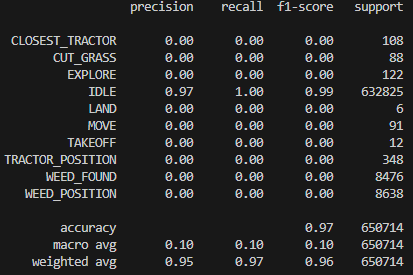 precision recall f1-score support
CLOSEST_TRACTOR 0.00 0.00 0.00 108
CUT_GRASS 0.00 0.00 0.00 88
EXPLORE 0.00 0.00 0.00 122
IDLE 0.97 1.00 0.99 632825
LAND 0.00 0.00 0.00 6
MOVE 0.00 0.00 0.00 91
TAKEOFF 0.00 0.00 0.00 12
TRACTOR_POSITION 0.00 0.00 0.00 348
WEED_FOUND 0.00 0.00 0.00 8476
WEED_POSITION 0.00 0.00 0.00 8638
accuracy 0.97 650714
macro avg 0.10 0.10 0.10 650714
weighted avg 0.95 0.97 0.96 650714